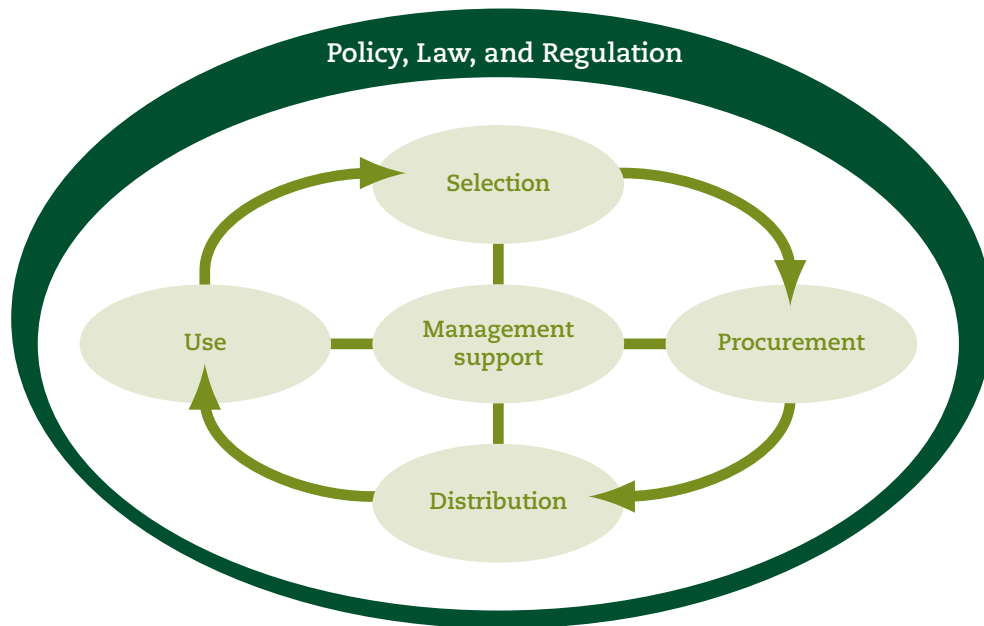 Policy, Law, and Regulation
Selection
Use
Management
support
Procurement
Distribution